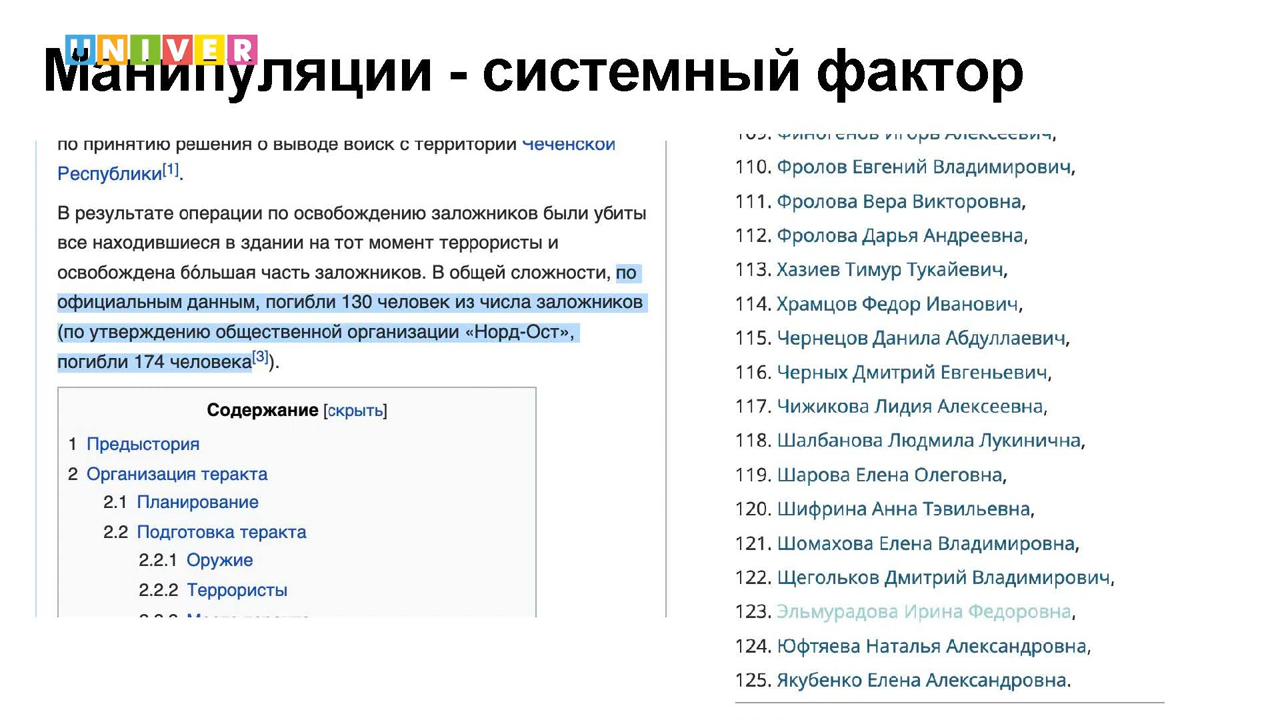 UNIVER
Манипуляции - системный фактор
по принятию решения о выводе войск с территории Чеченской
Республики[1].
В результате операции по освобождению заложников были убиты
все находившиеся в здании на тот момент террористы и
освобождена бо́льшая часть заложников. В общей сложности, по
официальным данным, погибли 130 человек из числа заложников
(по утверждению общественной организации «Норд-Ост»,
погибли 174 человека[3]).
Содержание [скрыть]
1 Предыстория
2 Организация теракта
2.1 Планирование
2.2 Подготовка теракта
2.2.1 Оружие
2.2.2 Террористы
109. Финогенов Игорь Алексеевич,
110. Фролов Евгений Владимирович,
111. Фролова Вера Викторовна,
112. Фролова Дарья Андреевна,
113. Хазиев Тимур Тукайевич,
114. Храмцов Федор Иванович,
115. Чернецов Данила Абдуллаевич,
116. Черных Дмитрий Евгеньевич,
117. Чижикова Лидия Алексеевна,
118. Шалбанова Людмила Лукинична,
119. Шарова Елена Олеговна,
120. Шифрина Анна Тэвильевна,
121. Шомахова Елена Владимировна,
122. Щегольков Дмитрий Владимирович,
123. Эльмурадова Ирина Федоровна,
124. Юфтяева Наталья Александровна,
125. Якубенко Елена Александровна.